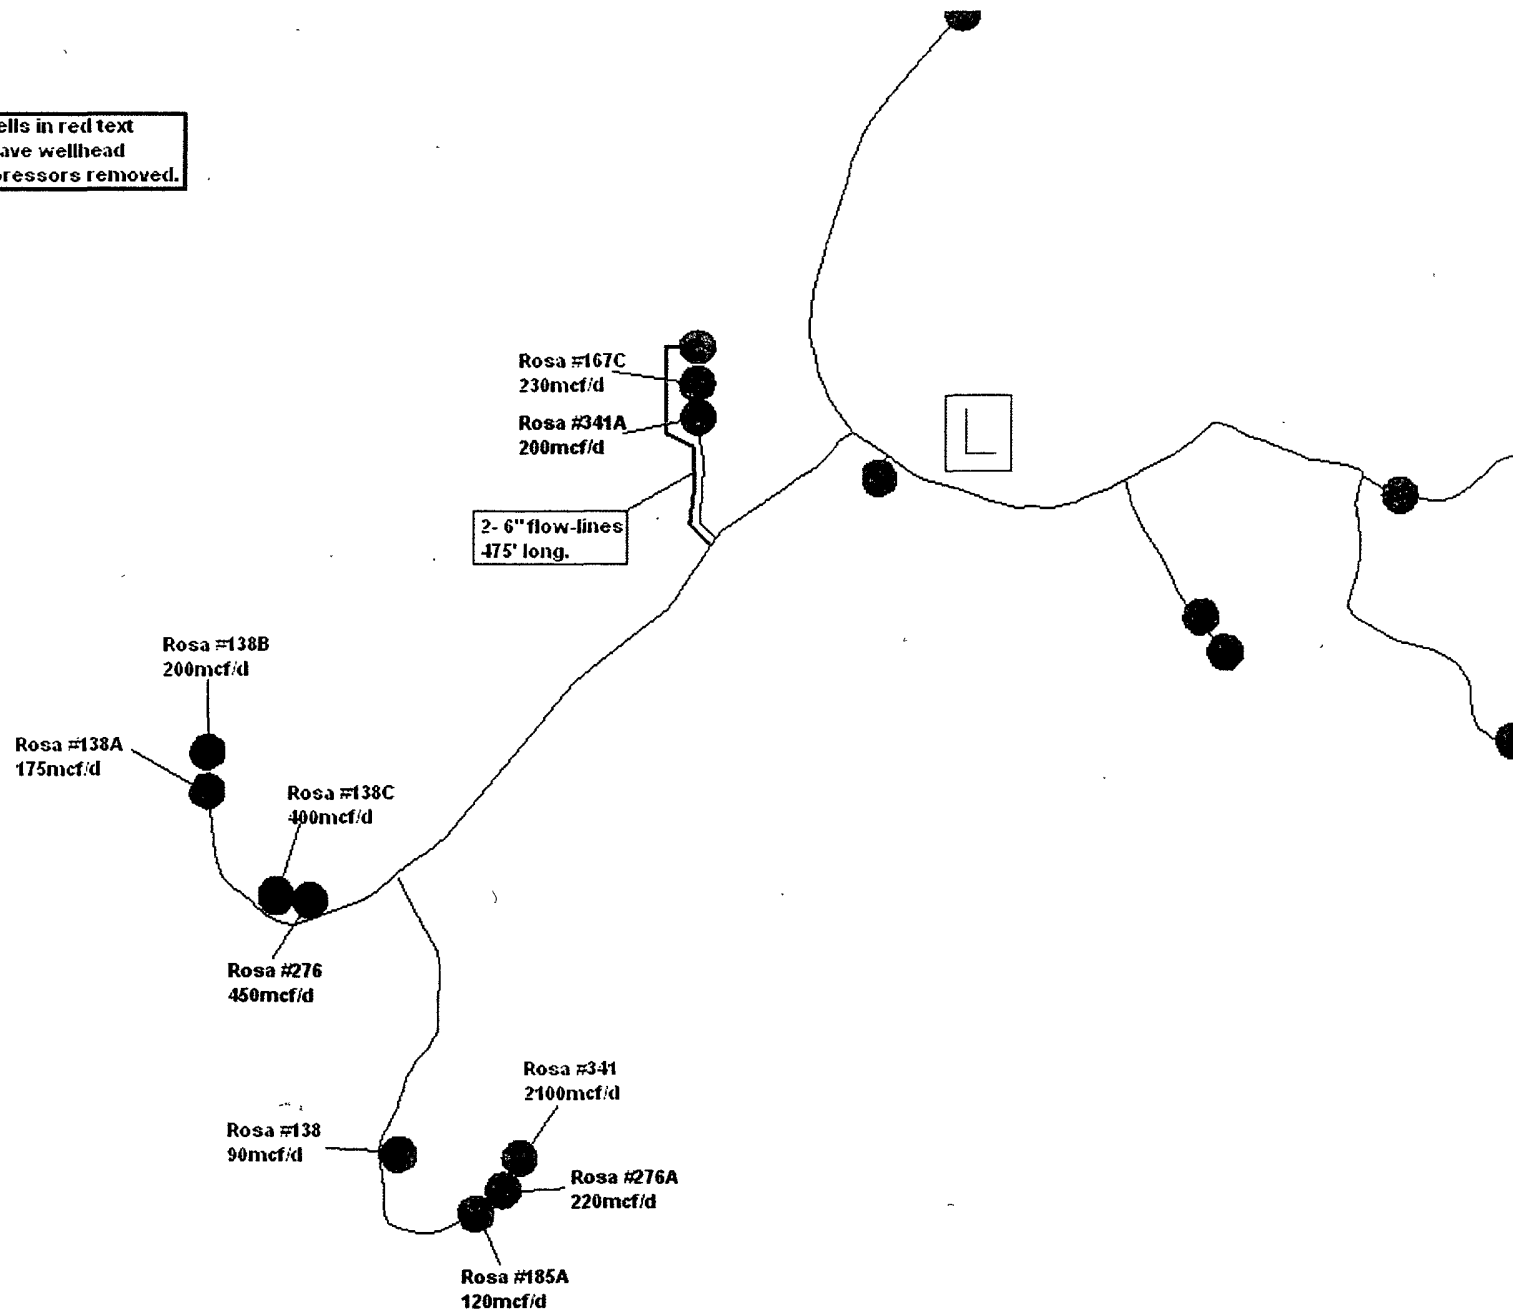 ells in red text
ave wellhead
pressors removed.
Rosa #167C
230mcf/d
Rosa #341A
200mcf/d
L
2- 6" flow-lines
475' long.
Rosa #138B
200mcf/d
Rosa #138A
175mcf/d
Rosa #138C
400mcf/d
Rosa #276
450mcf/d
Rosa #341
2100mcf/d
Rosa #138
90mcf/d
Rosa #276A
220mcf/d
Rosa #185A
120mcf/d